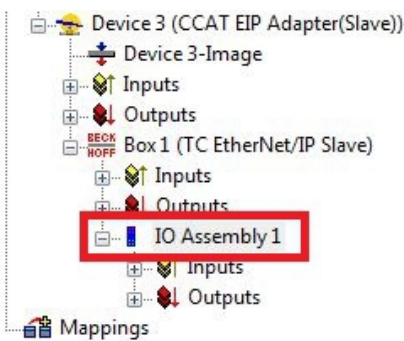 Device 3 (CCAT EIP Adapter(Slave))
Device 3-Image
Inputs
Outputs
BECK
HOFF
Box 1 (TC EtherNet/IP Slave)
Inputs
Outputs
IO Assembly 1
Inputs
Outputs
Mappings